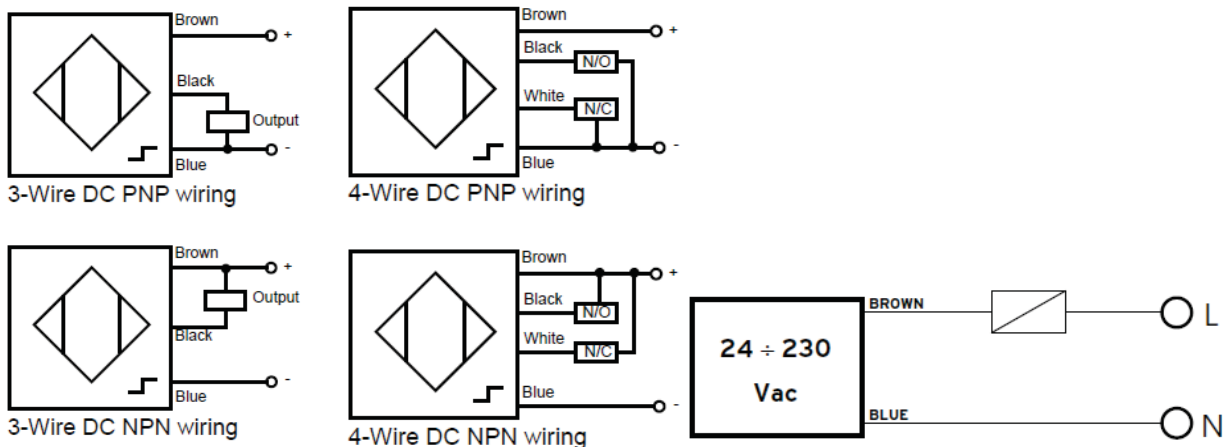 Brown
+
Black
Output
-
Blue
3-Wire DC PNP wiring
Brown
+
Black
N/O
White
N/C
-
Blue
4-Wire DC PNP wiring
Brown
+
Output
Black
-
Blue
3-Wire DC NPN wiring
Brown
+
Black
N/O
White
N/C
Blue
-
4-Wire DC NPN wiring
BROWN
L
24 ÷ 230
Vac
BLUE
N